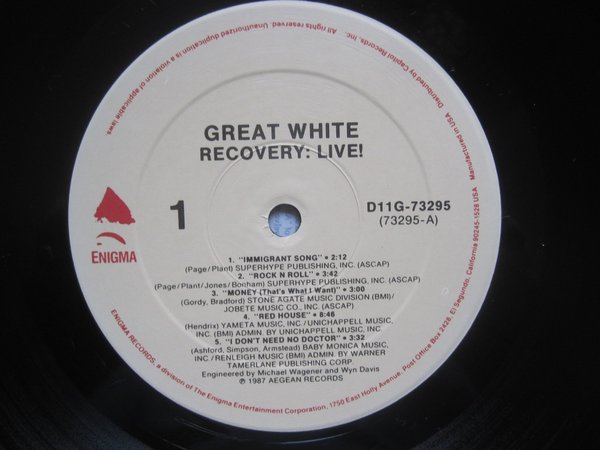 GREAT WHITE
RECOVERY: LIVE!
1
D11G-73295
(73295-A)
ENIGMA
1. "IMMIGRANT SONG" • 2:12
(Page/Plant) SUPERHYPE PUBLISHING, INC. (ASCAP)
2. "ROCK N ROLL" • 3:42
(Page/Plant/Jones/Bonham) SUPERHYPE PUBLISHING, INC. (ASCAP)
3. "MONEY (That's What I Want)" • 3:00
(Gordy, Bradford) STONE AGATE MUSIC DIVISION (BMI)/
JOBETE MUSIC CO., INC. (ASCAP)
4. "RED HOUSE" • 8:46
(Hendrix) YAMETA MUSIC, INC./UNICHAPPELL MUSIC,
INC. (BMI) ADMIN. BY UNICHAPPELL MUSIC, INC.
5. "I DON'T NEED NO DOCTOR" • 3:32
(Ashford, Simpson, Armstead) BABY MONICA MUSIC,
INC./RENLEIGH MUSIC (BMI) ADMIN. BY WARNER
TAMERLANE PUBLISHING CORP.
Engineered by Michael Wagener and Wyn Davis
℗ 1987 AEGEAN RECORDS
ENIGMA RECORDS, a division of The Enigma Entertainment Corporation, 1750 East Holly Avenue, Post Office Box 2428, El Segundo, California 90245-1528 USA
Manufactured in USA. Distributed by Capitol Records, Inc.
All rights reserved. Unauthorized duplication is a violation of applicable laws.